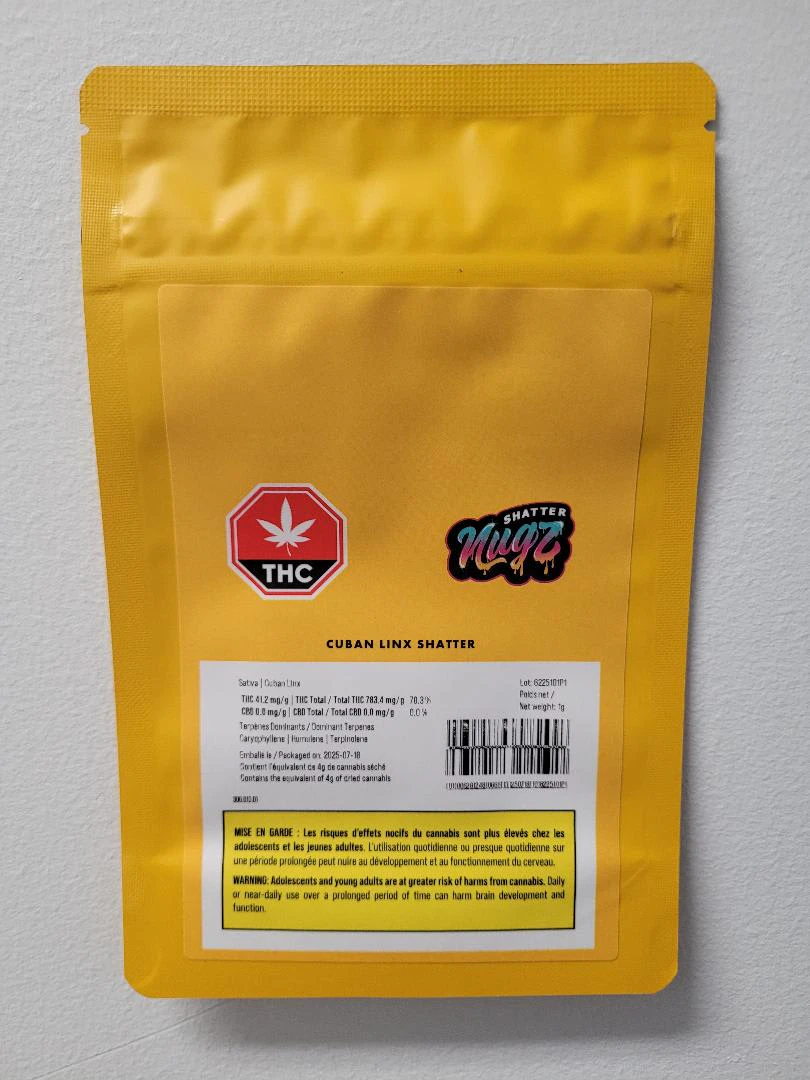 THC
SHATTER
Nugz
CUBAN LINX SHATTER
Sativa | Cuban Linx
THC 41.2 mg/g | THC Total / Total THC 783.4 mg/g 78.3%
CBD 0.0 mg/g | CBD Total / Total CBD 0.0 mg/g 0.0 %
Terpènes Dominants / Dominant Terpenes
Caryophyllene | Humulene | Terpinolene
Emballé le / Packaged on: 2025-07-18
Contient l'équivalent de 4g de cannabis séché
Contains the equivalent of 4g of dried cannabis
Lot: 6225101P1
Poids net /
Net weight: 1g
MISE EN GARDE : Les risques d'effets nocifs du cannabis sont plus élevés chez les
adolescents et les jeunes adultes. L'utilisation quotidienne ou presque quotidienne sur
une période prolongée peut nuire au développement et au fonctionnement du cerveau.
WARNING: Adolescents and young adults are at greater risk of harms from cannabis. Daily
or near-daily use over a prolonged period of time can harm brain development and
function.